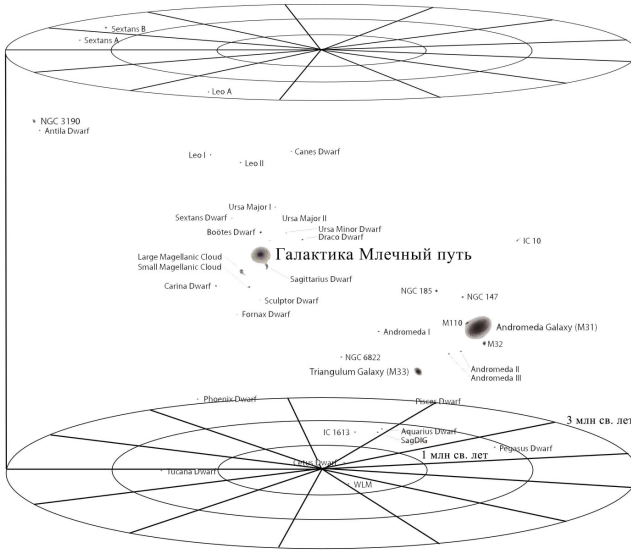 Sextans B
Sextans A
Leo A
NGC 3190
Antila Dwarf
Leo I
Leo II
Canes Dwarf
Ursa Major I
Sextans Dwarf
Ursa Major II
Boötes Dwarf
Ursa Minor Dwarf
Draco Dwarf
IC 10
Галактика Млечный путь
Large Magellanic Cloud
Small Magellanic Cloud
Sagittarius Dwarf
Carina Dwarf
NGC 185
NGC 147
Sculptor Dwarf
Fornax Dwarf
M110
Andromeda Galaxy (M31)
Andromeda I
M32
NGC 6822
Andromeda II
Triangulum Galaxy (M33)
Andromeda III
Phoenix Dwarf
Pisces Dwarf
3 млн св. лет
IC 1613
Aquarius Dwarf
SagDIG
Pegasus Dwarf
1 млн св. лет
Cetus Dwarf
Tucana Dwarf
WLM